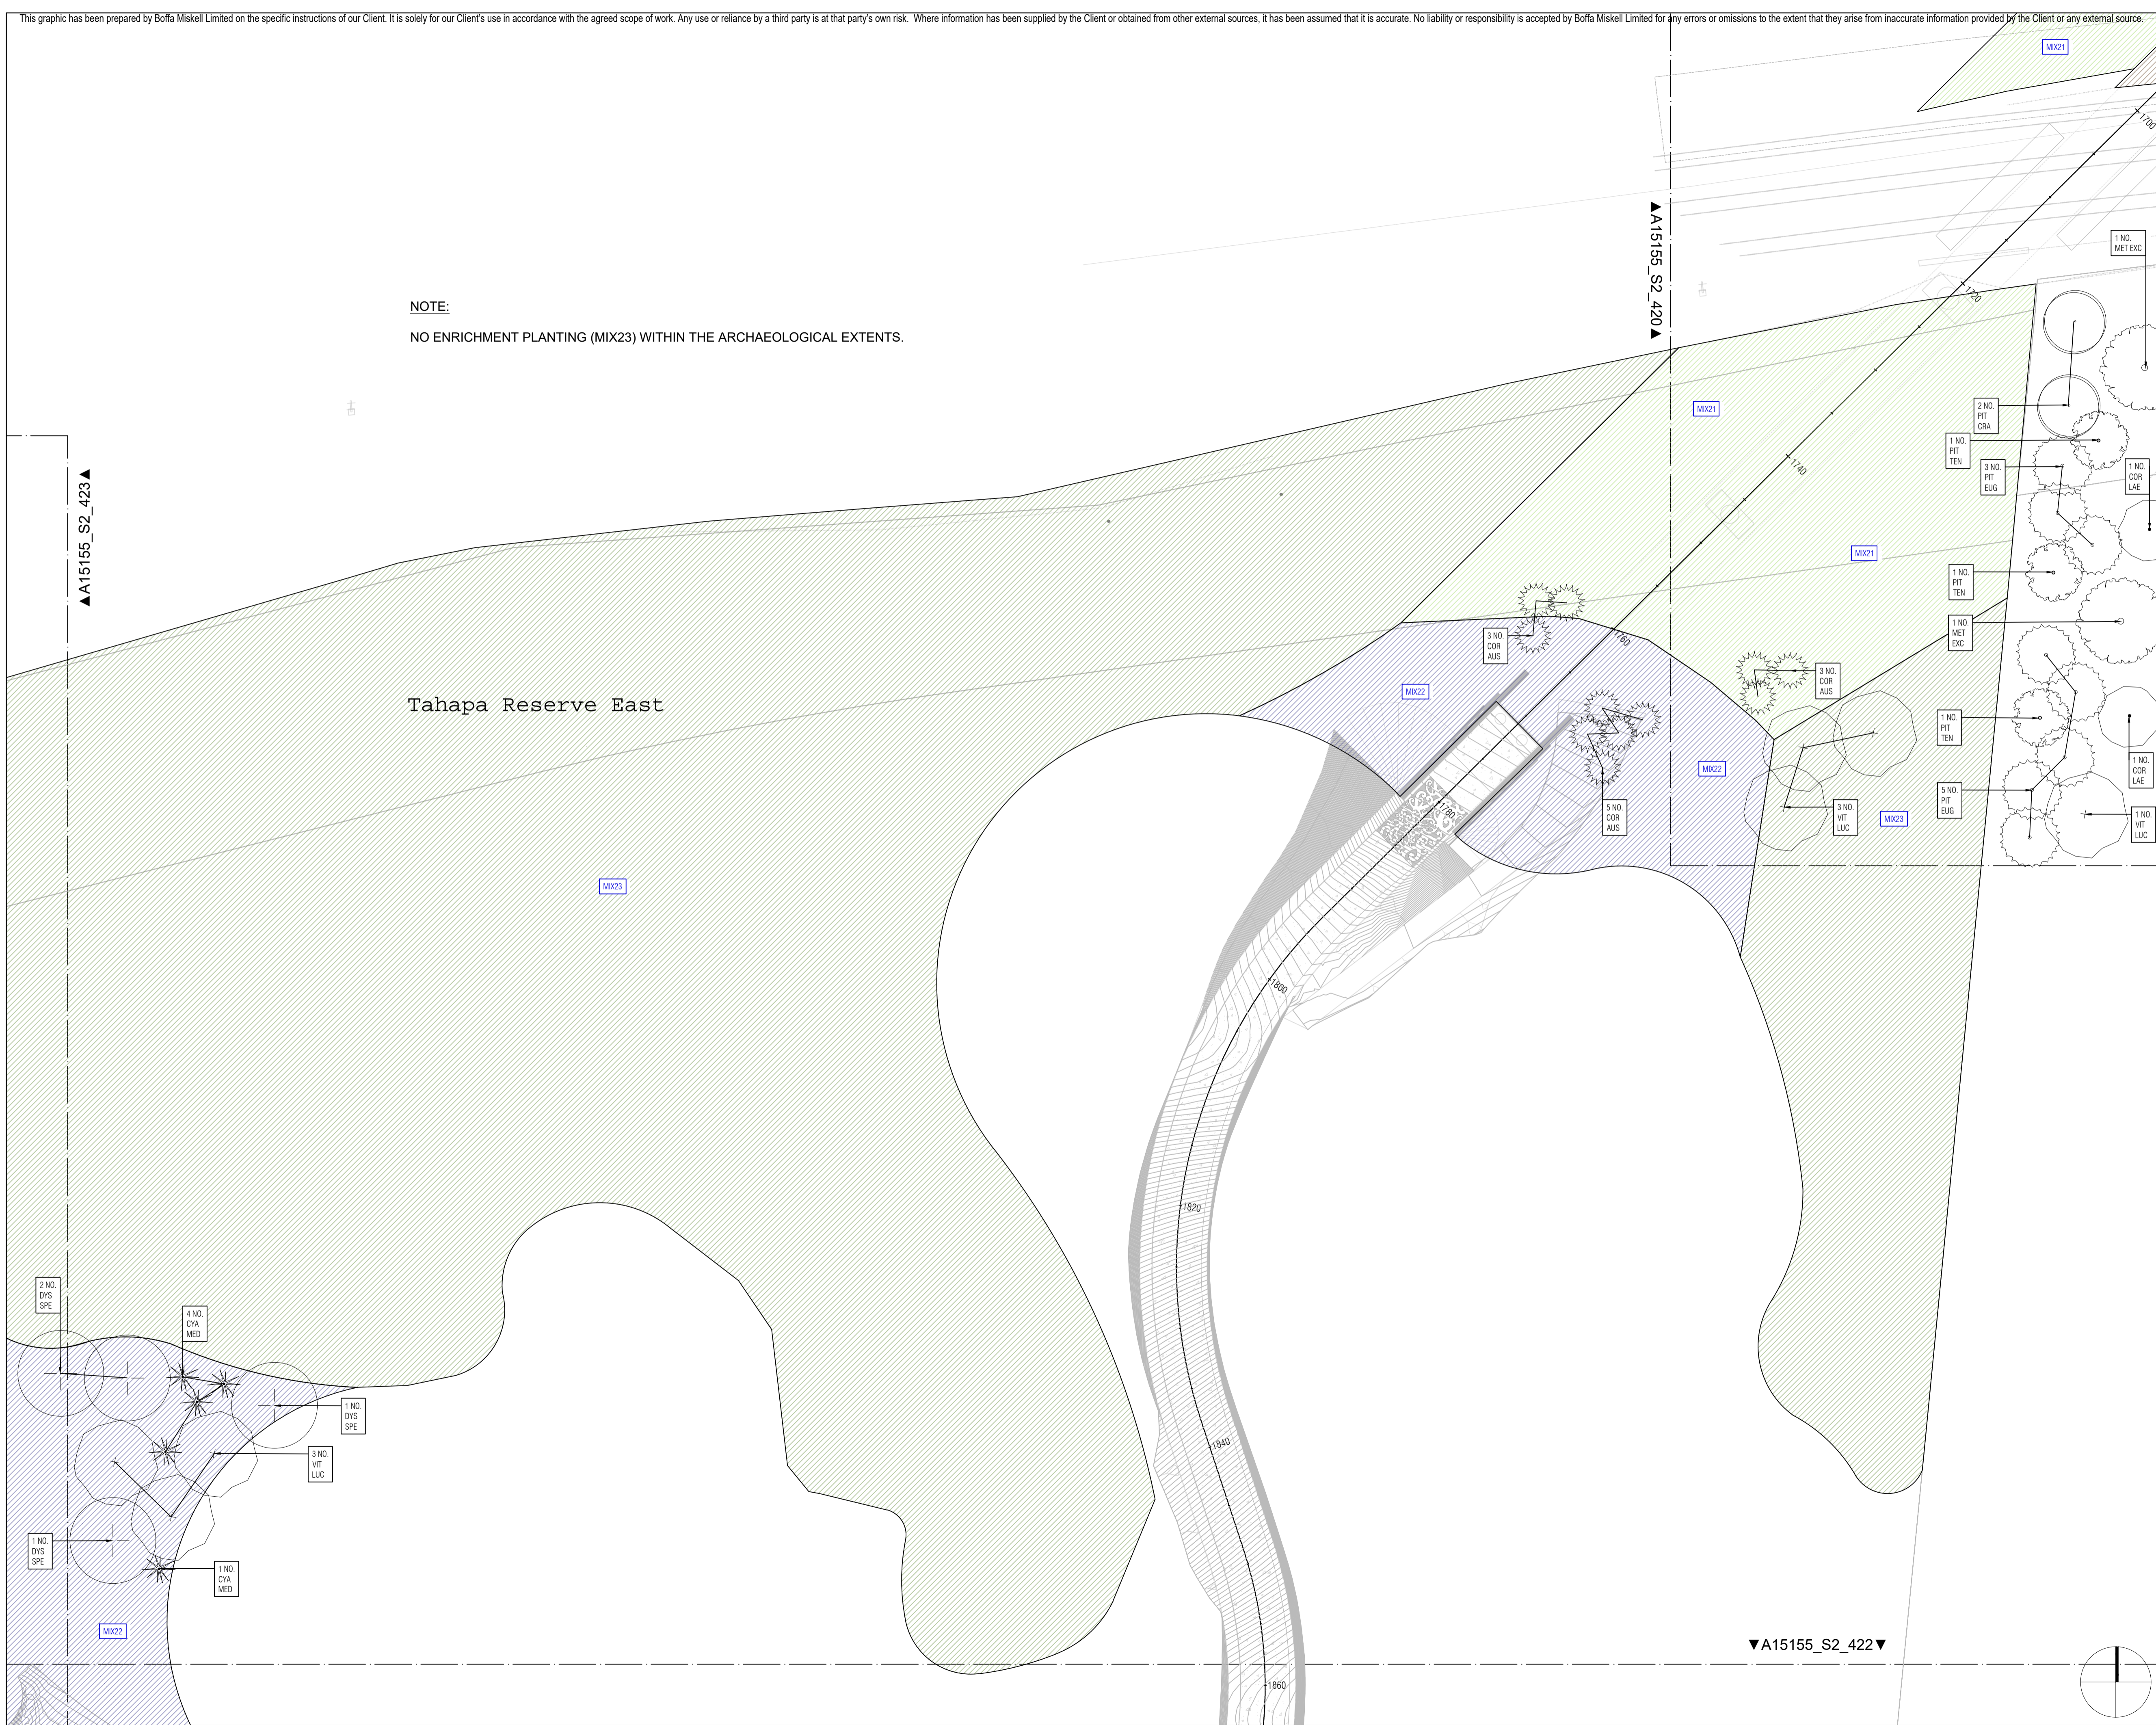 This graphic has been prepared by Boffa Miskell Limited on the specific instructions of our Client. It is solely for our Client's use in accordance with the agreed scope of work. Any use or reliance by a third party is at that party's own risk. Where information has been supplied by the Client or obtained from other external sources, it has been assumed that it is accurate. No liability or responsibility is accepted by Boffa Miskell Limited for any errors or omissions to the extent that they arise from inaccurate information provided by the Client or any external source.
MIX21
1700
▲A15155_S2_420▼
1 NO.
MET EXC
NOTE:
NO ENRICHMENT PLANTING (MIX23) WITHIN THE ARCHAEOLOGICAL EXTENTS.
1720
MIX21
2 NO.
PIT
CRA
1 NO.
PIT
TEN
1740
3 NO.
PIT
EUG
1 NO.
COR
LAE
▲A15155_S2_423▲
MIX21
1 NO.
PIT
TEN
1 NO.
MET
EXC
3 NO.
COR
AUS
1760
3 NO.
COR
AUS
MIX22
Tahapa Reserve East
1 NO.
PIT
TEN
1 NO.
COR
LAE
MIX22
5 NO.
PIT
EUG
1780
5 NO.
COR
AUS
3 NO.
VIT
LUC
MIX23
1 NO.
VIT
LUC
MIX23
1800
1820
2 NO.
DYS
SPE
4 NO.
CYA
MED
1 NO.
DYS
SPE
1840
3 NO.
VIT
LUC
1 NO.
DYS
SPE
1 NO.
CYA
MED
MIX22
▼A15155_S2_422▼
1860